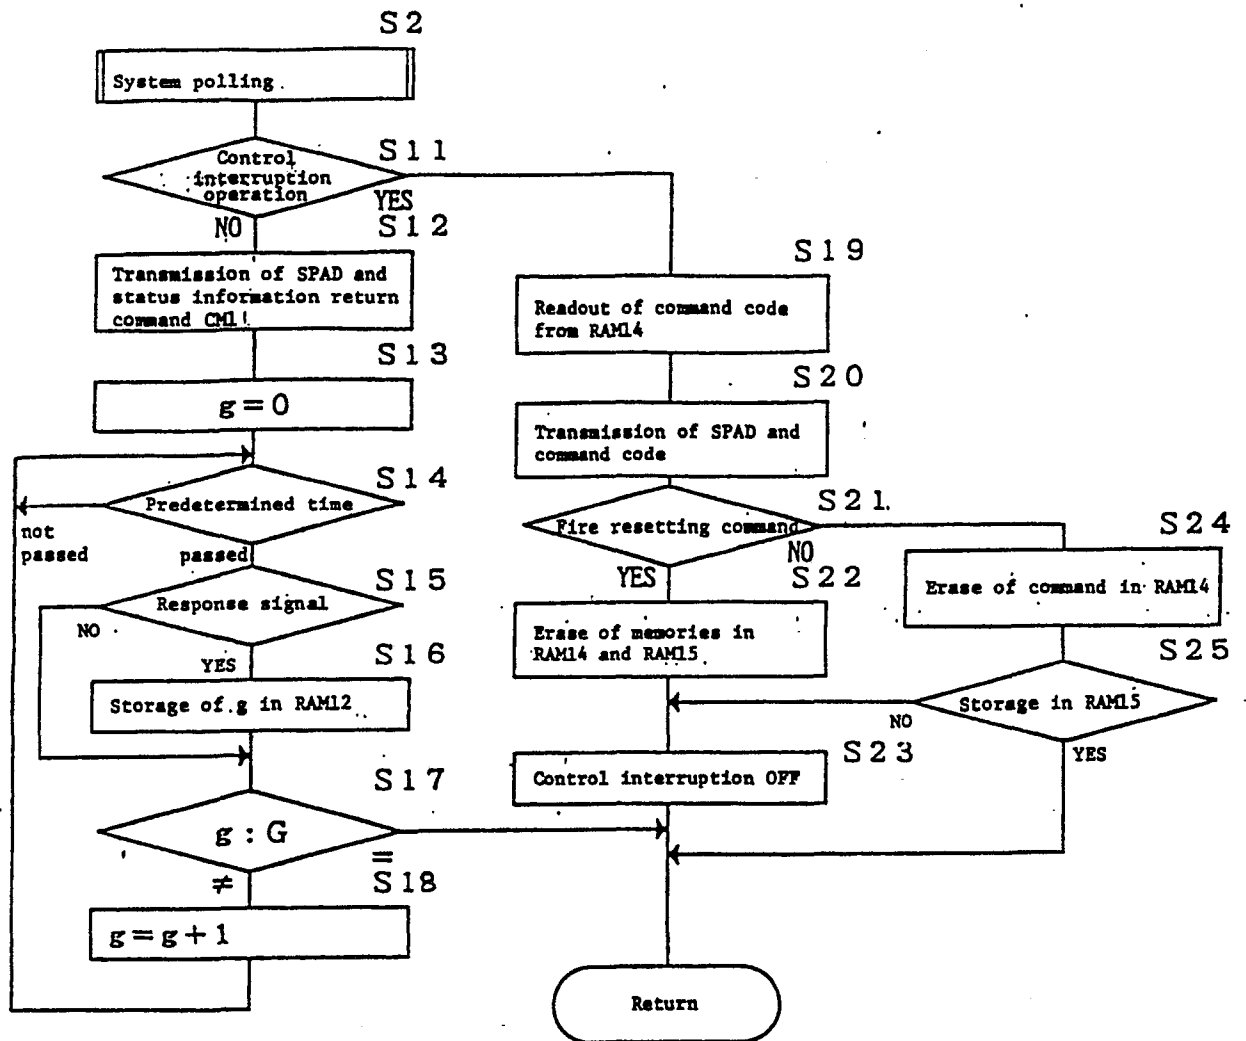 S2
System polling
S11
Control
interruption
operation
YES
NO
S12
Transmission of SPAD and
status information return
command CM1
S13
g=0
S14
Predetermined time
not
passed
passed
S15
Response signal
NO
YES
S16
Storage of g in RAM12
S17
g : G
=
≠
S18
g=g+1
S19
Readout of command code
from RAM14
S20
Transmission of SPAD and
command code
S21
Fire resetting command
NO
YES
S22
Erase of memories in
RAM14 and RAM15
S23
Control interruption OFF
S24
Erase of command in RAM14
S25
Storage in RAM15
NO
YES
Return